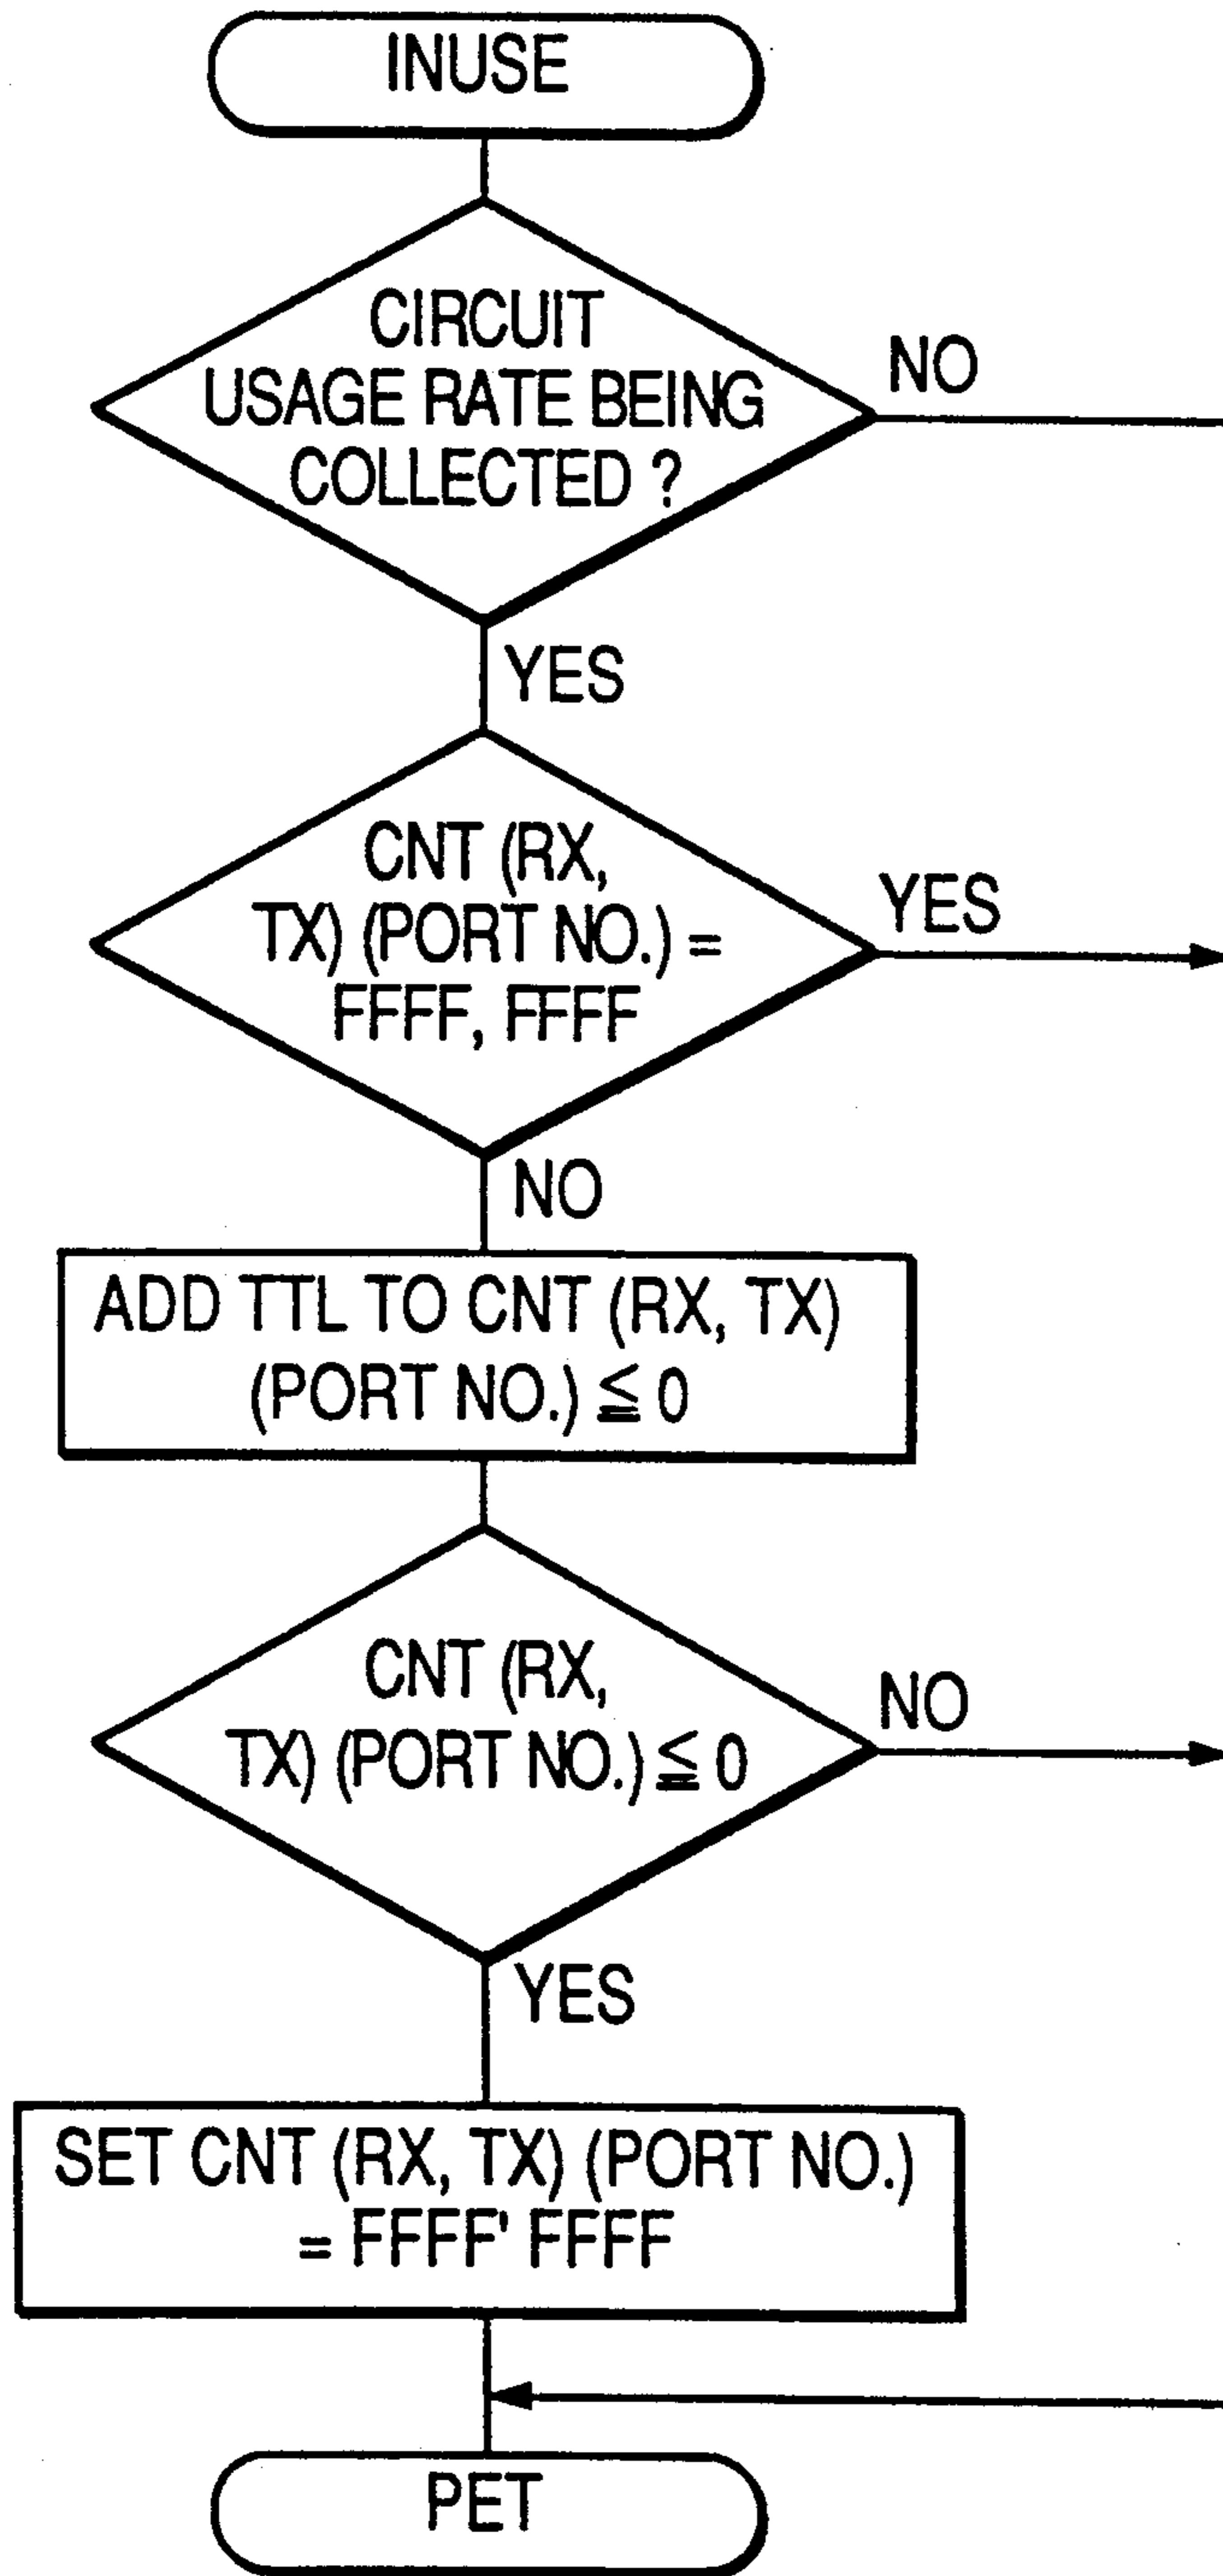 INUSE
CIRCUIT
USAGE RATE BEING
COLLECTED ?
NO
YES
CNT (RX,
TX) (PORT NO.) =
FFFF, FFFF
YES
NO
ADD TTL TO CNT (RX, TX)
(PORT NO.) ≦ 0
CNT (RX,
TX) (PORT NO.) ≦ 0
NO
YES
SET CNT (RX, TX) (PORT NO.)
= FFFF' FFFF
PET